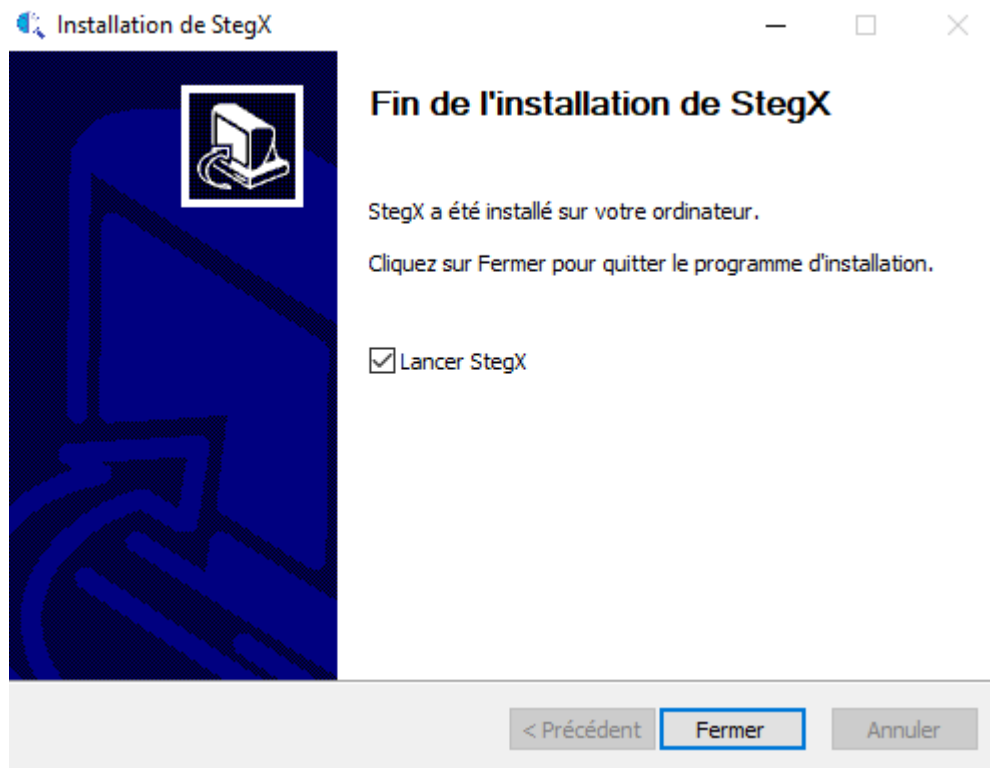 Installation de StegX
Fin de l'installation de StegX
StegX a été installé sur votre ordinateur.
Cliquez sur Fermer pour quitter le programme d'installation.
Lancer StegX
< Précédent
Fermer
Annuler